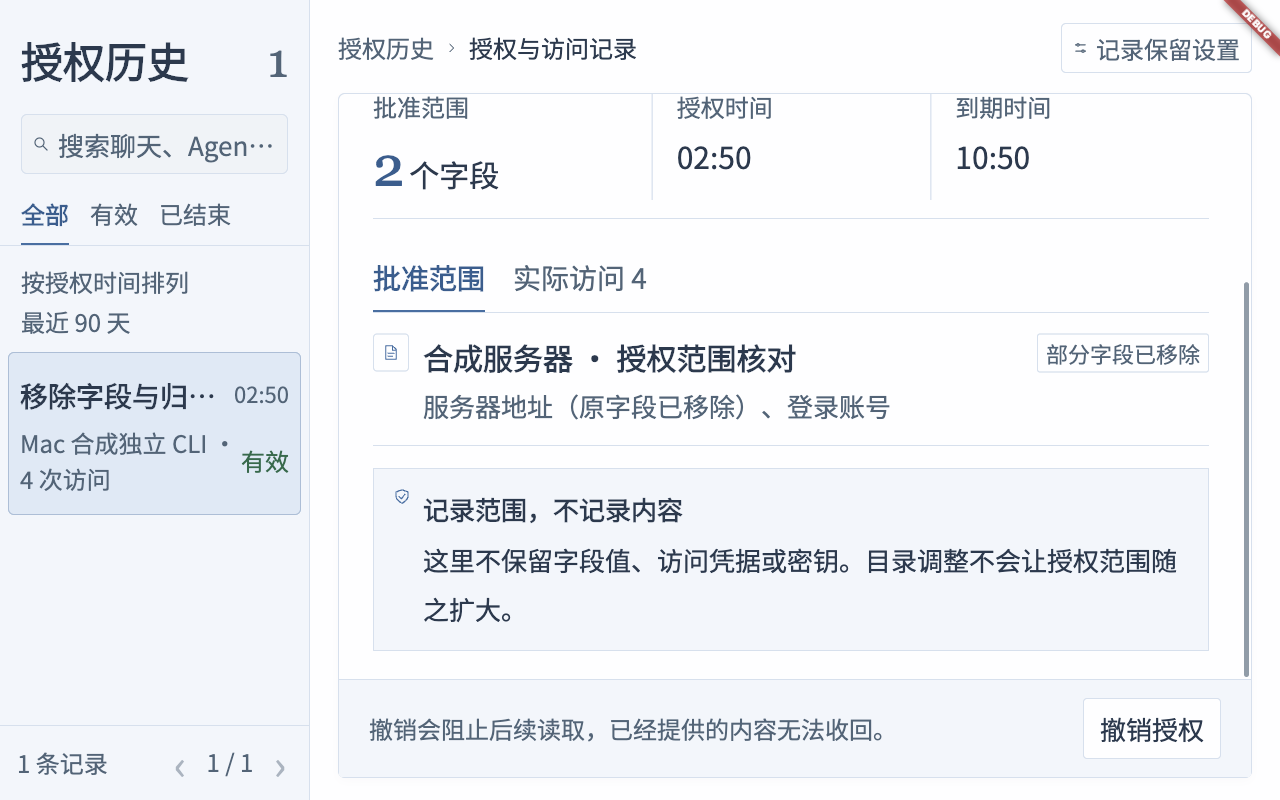 授权历史
1
搜索聊天、Agen…
全部 有效 已结束
按授权时间排列
最近 90 天
移除字段与归… 02:50
Mac 合成独立 CLI •
4 次访问
有效
1 条记录
1 / 1
授权历史 › 授权与访问记录
记录保留设置
DEBUG
批准范围
2 个字段
授权时间
02:50
到期时间
10:50
批准范围 实际访问 4
合成服务器 • 授权范围核对
部分字段已移除
服务器地址（原字段已移除）、登录账号
记录范围，不记录内容
这里不保留字段值、访问凭据或密钥。目录调整不会让授权范围随
之扩大。
撤销会阻止后续读取，已经提供的内容无法收回。
撤销授权